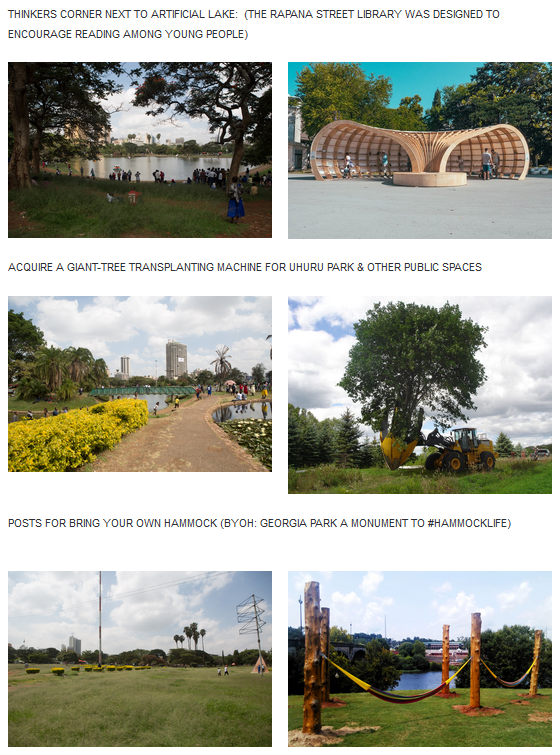 THINKERS CORNER NEXT TO ARTIFICIAL LAKE:  (THE RAPANA STREET LIBRARY WAS DESIGNED TO
ENCOURAGE READING AMONG YOUNG PEOPLE)
ACQUIRE A GIANT-TREE TRANSPLANTING MACHINE FOR UHURU PARK & OTHER PUBLIC SPACES
POSTS FOR BRING YOUR OWN HAMMOCK (BYOH: GEORGIA PARK A MONUMENT TO #HAMMOCKLIFE)